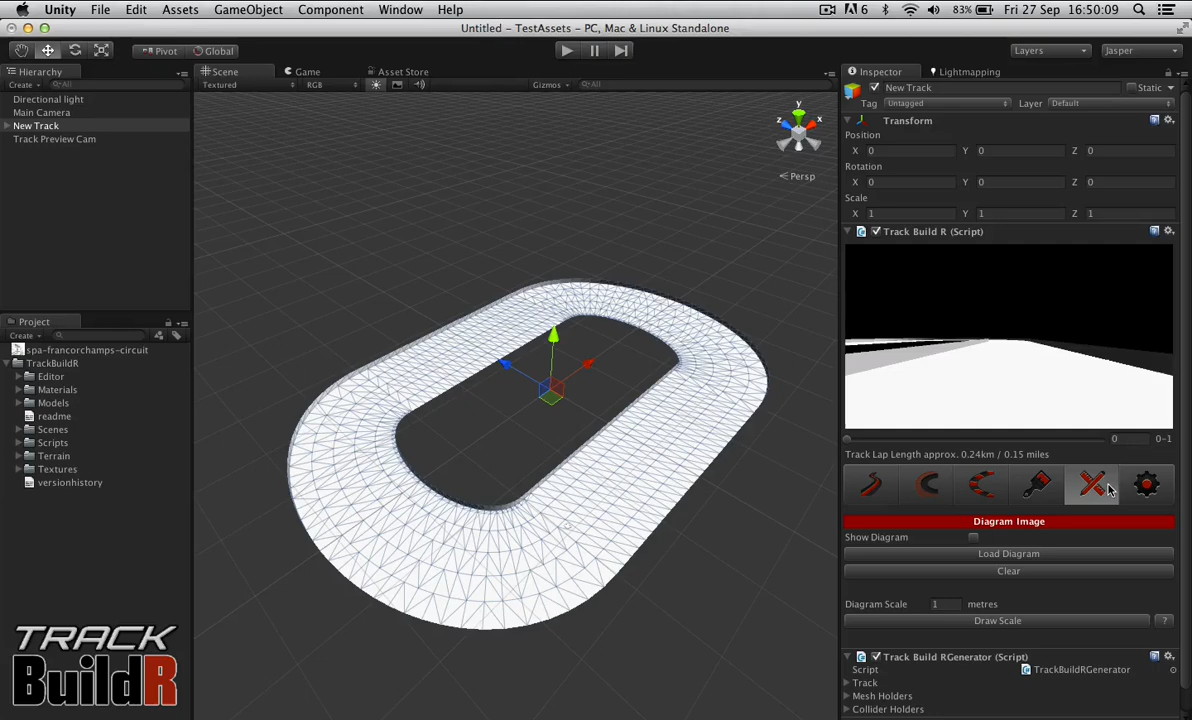 Unity File Edit Assets GameObject Component Window Help 6 83% Fri 27 Sep 16:50:09
Untitled - TestAssets - PC, Mac & Linux Standalone
Pivot Global Layers Jasper
Hierarchy Scene Game Asset Store Inspector Lightmapping
Create All Textured RGB Gizmos All New Track Static
Tag Untagged Layer Default
Directional light
Main Camera
New Track
Track Preview Cam
y
z x
Persp
Transform
Position
X 0 Y 0 Z 0
Rotation
X 0 Y 0 Z 0
Scale
X 1 Y 1 Z 1
Track Build R (Script)
0 0-1
Track Lap Length approx. 0.24km / 0.15 miles
Diagram Image
Show Diagram
Load Diagram
Clear
Diagram Scale 1 metres
Draw Scale ?
Track Build RGenerator (Script)
Script TrackBuildRGenerator
Track
Mesh Holders
Collider Holders
Project
Create
spa-francorchamps-circuit
TrackBuildR
Editor
Materials
Models
readme
Scenes
Scripts
Terrain
Textures
versionhistory
TRACK
BuildR